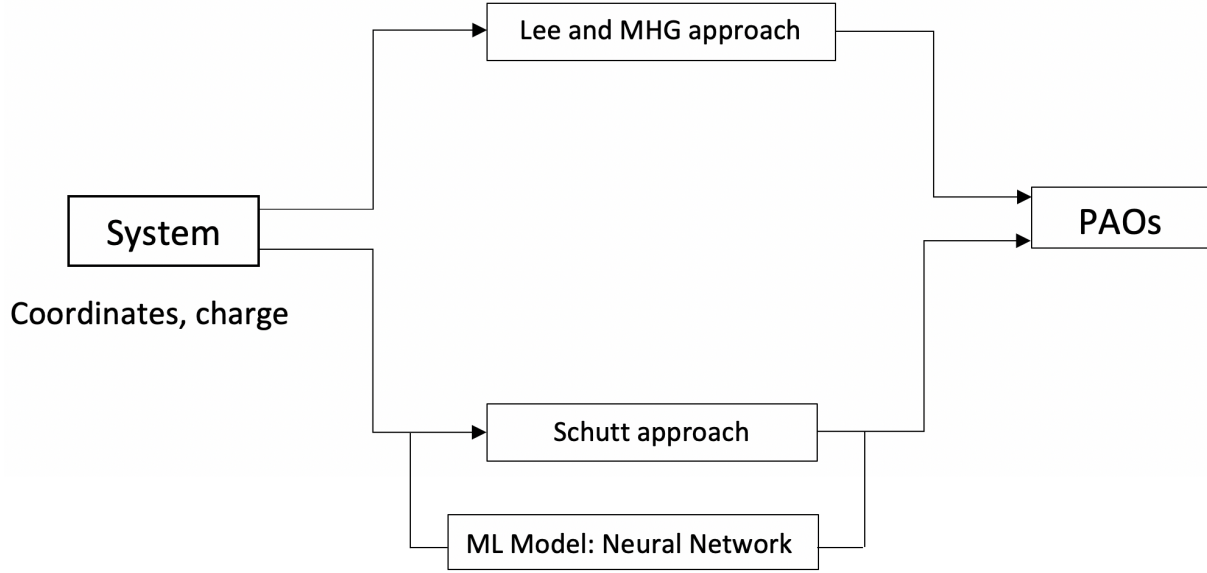 Lee and MHG approach
System
PAOs
Coordinates, charge
Schutt approach
ML Model: Neural Network